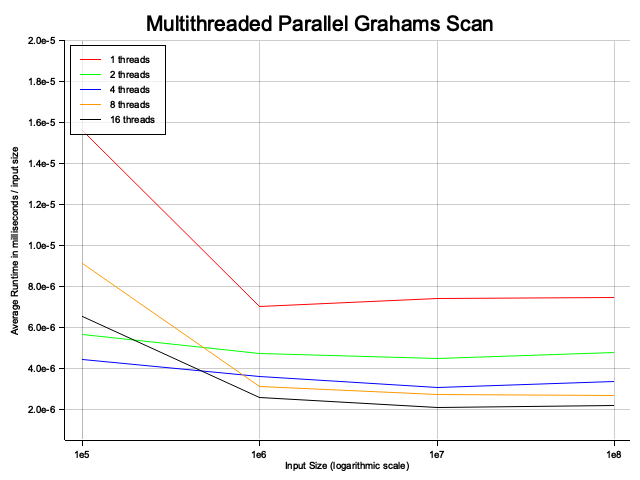 Multithreaded Parallel Grahams Scan
2.0e-5
1 threads
2 threads
4 threads
8 threads
16 threads
1.8e-5
1.6e-5
1.4e-5
1.2e-5
1.0e-5
8.0e-6
6.0e-6
4.0e-6
2.0e-6
Average Runtime in milliseconds / input size
1e5
1e6
1e7
1e8
Input Size (logarithmic scale)